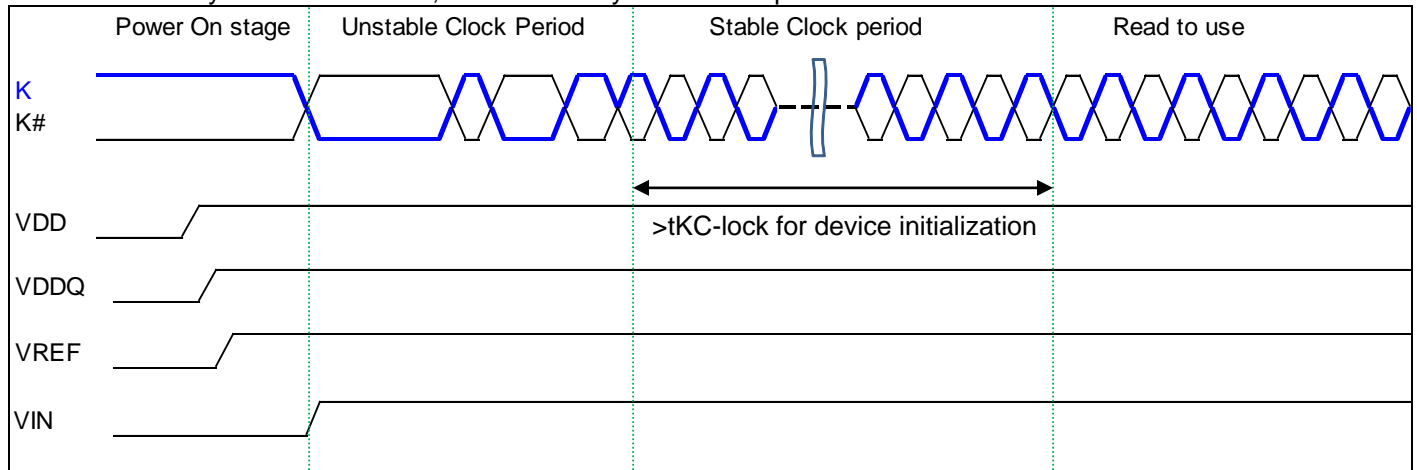 Power On stage
Unstable Clock Period
Stable Clock period
Read to use
K
K#
>tKC-lock for device initialization
VDD
VDDQ
VREF
VIN